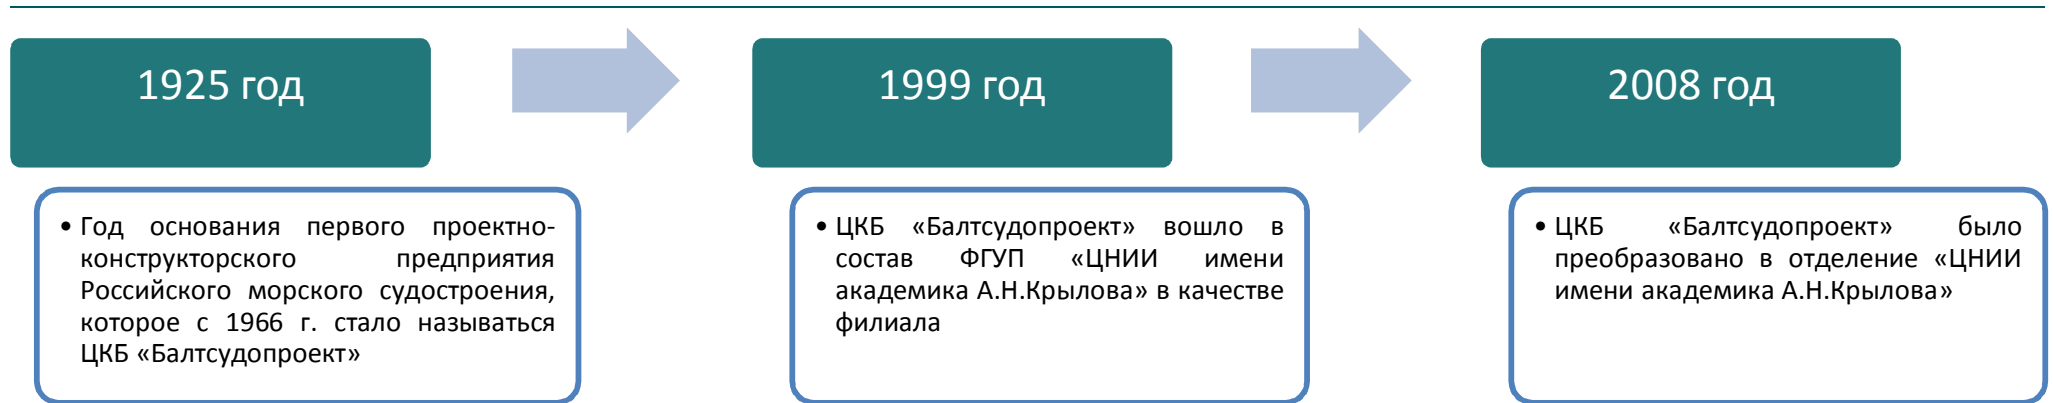 1925 год
• Год основания первого проектно-
конструкторского предприятия
Российского морского судостроения,
которое с 1966 г. стало называться
ЦКБ «Балтсудопроект»
1999 год
• ЦКБ «Балтсудопроект» вошло в
состав ФГУП «ЦНИИ имени
академика А.Н.Крылова» в качестве
филиала
2008 год
• ЦКБ «Балтсудопроект» было
преобразовано в отделение «ЦНИИ
имени академика А.Н.Крылова»